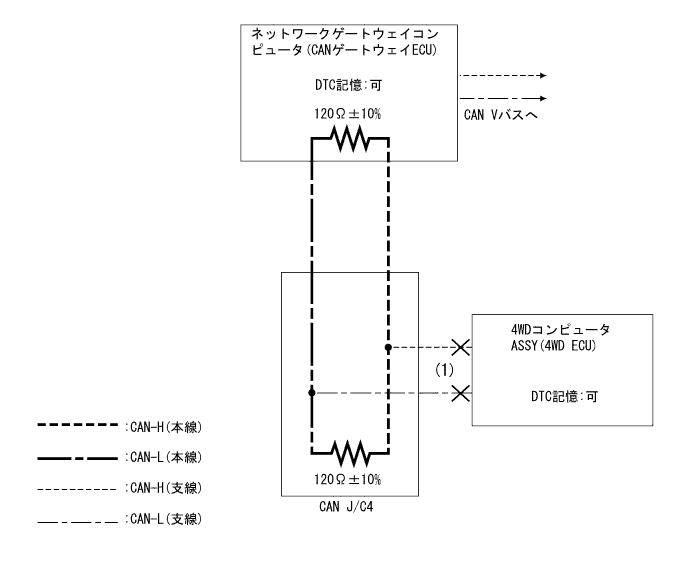 ネットワークゲートウェイコン
ピュータ(CANゲートウェイECU)
DTC記憶:可
120Ω±10%
CAN Vバスへ
4WDコンピュータ
ASSY(4WD ECU)
(1)
DTC記憶:可
:CAN-H(本線)
:CAN-L(本線)
:CAN-H(支線)
:CAN-L(支線)
120Ω±10%
CAN J/C4